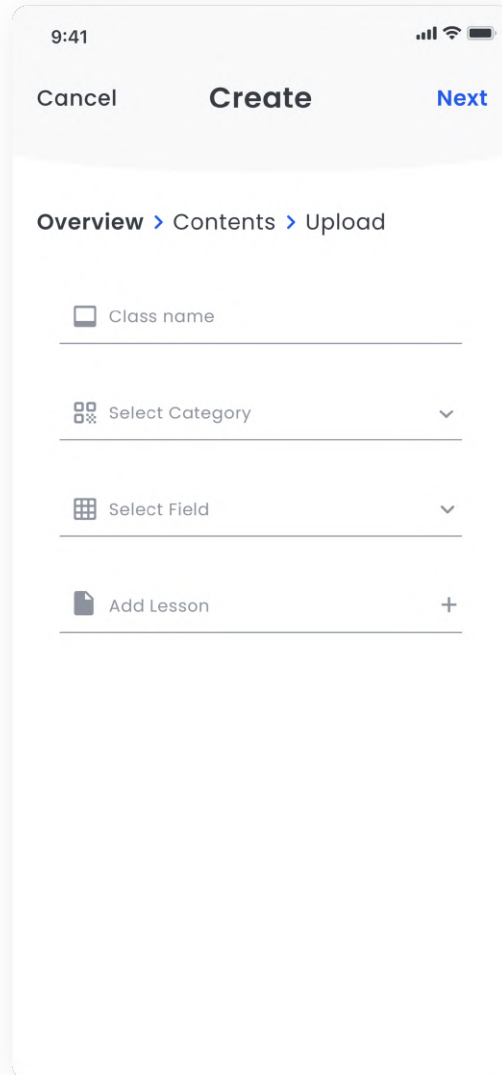 9:41
Cancel Create Next
Overview > Contents > Upload
Class name
Select Category
Select Field
Add Lesson +